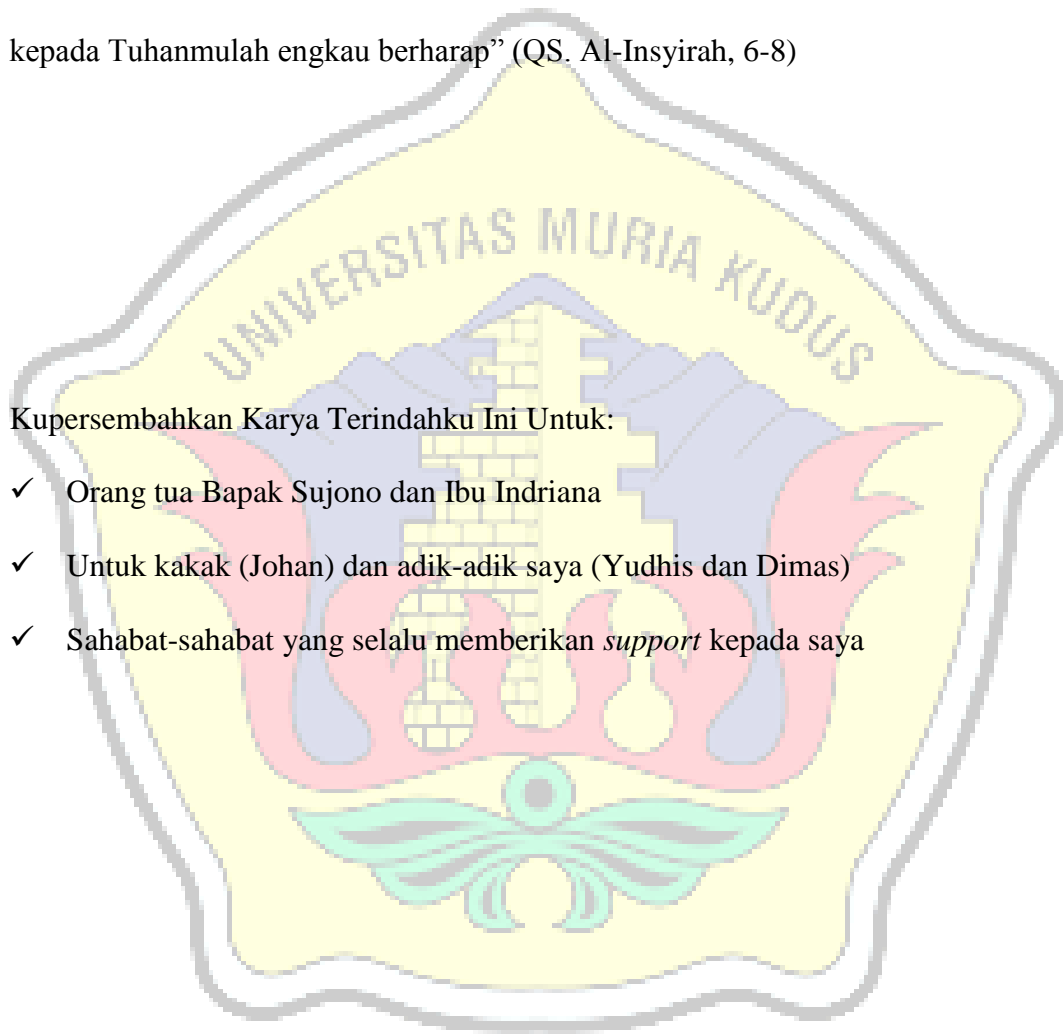 kepada Tuhanmulah engkau berharap” (QS. Al-Insyirah, 6-8)
UNIVERSITAS MURIA KUDUS
Kupersembahkan Karya Terindahku Ini Untuk:
✓ Orang tua Bapak Sujono dan Ibu Indriana
✓ Untuk kakak (Johan) dan adik-adik saya (Yudhis dan Dimas)
✓ Sahabat-sahabat yang selalu memberikan support kepada saya